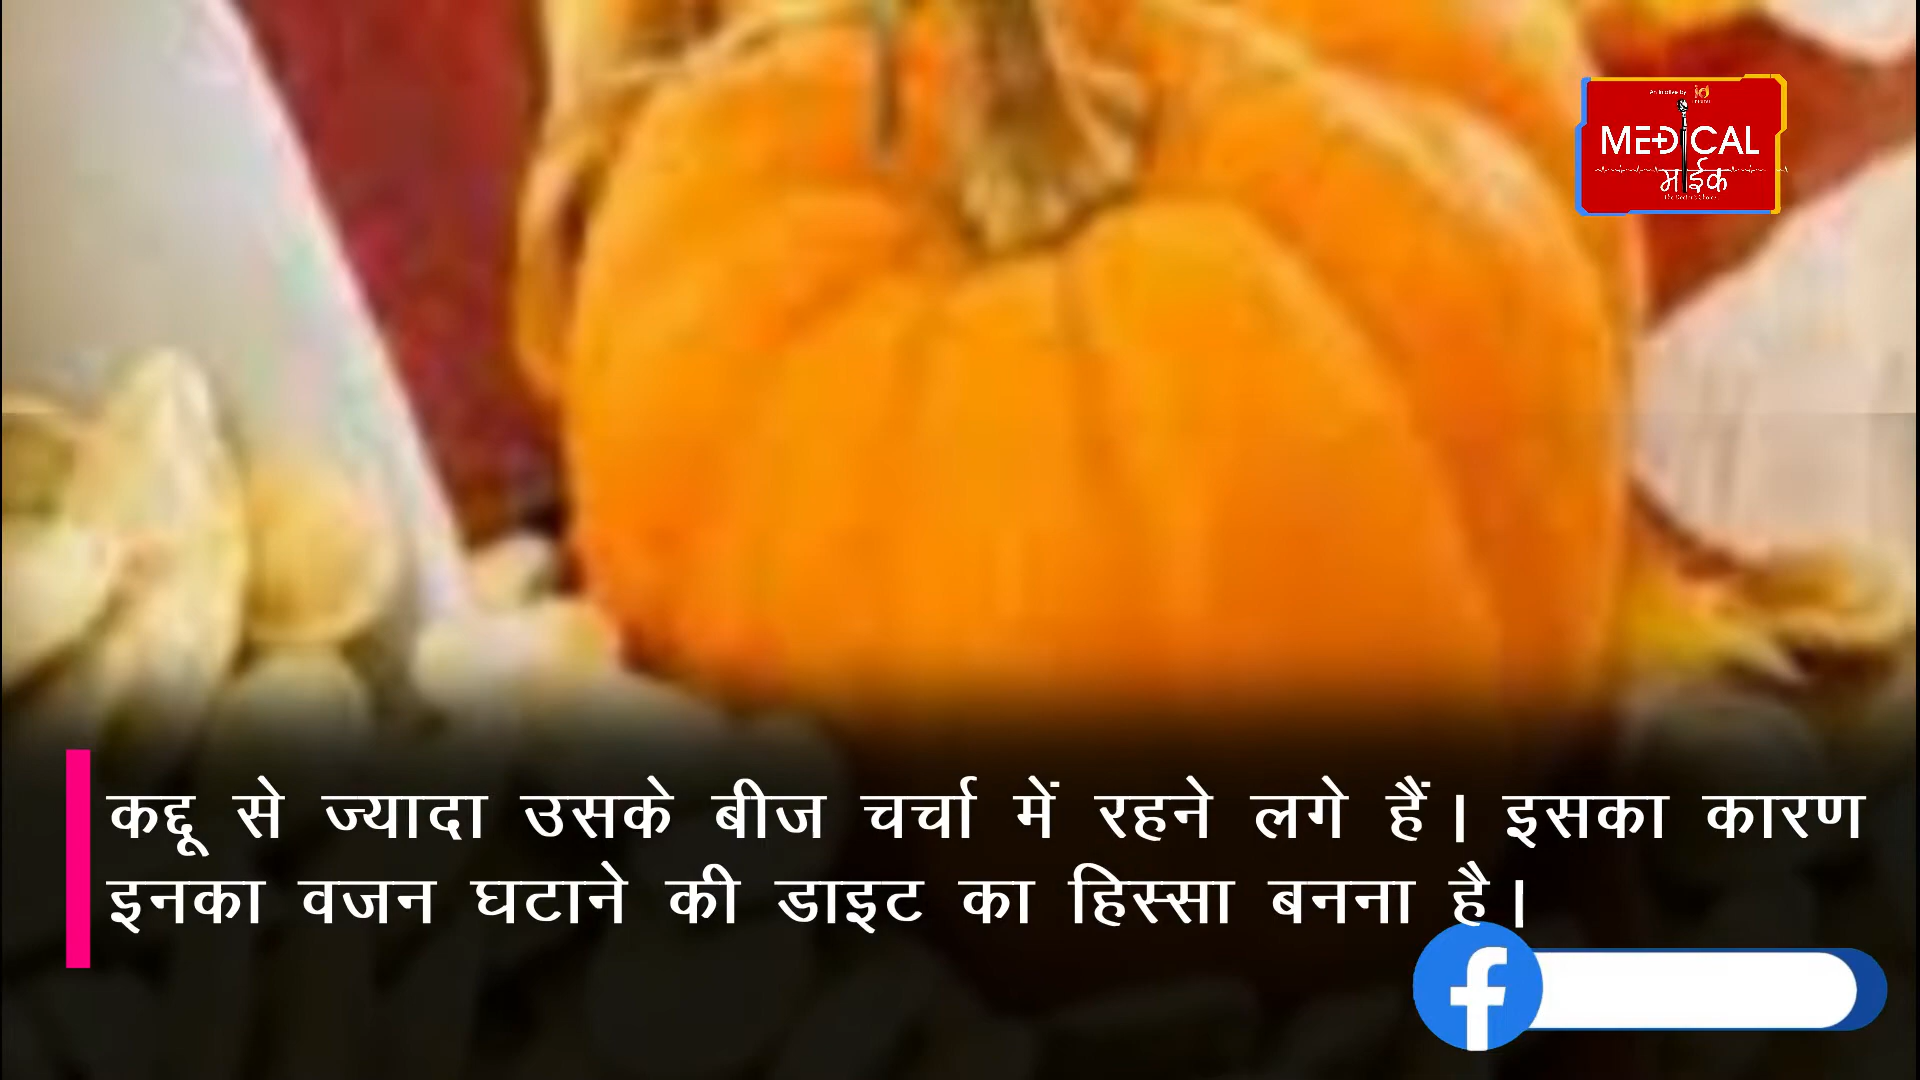 MEDICAL
माईक
कद्दू से ज्यादा उसके बीज चर्चा में रहने लगे हैं। इसका कारण
इनका वजन घटाने की डाइट का हिस्सा बनना है।